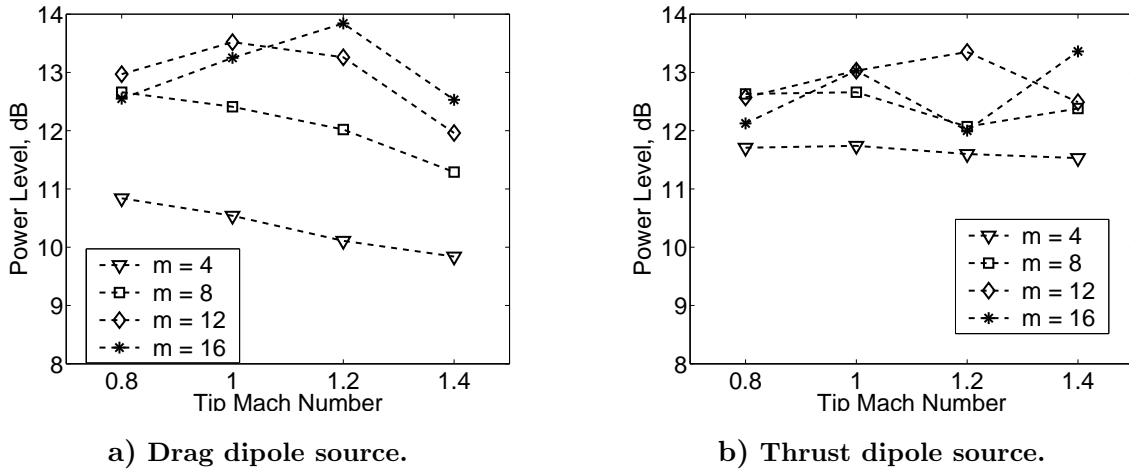 14
13
12
11
10
9
8
Power Level, dB
m = 4
m = 8
m = 12
m = 16
0.8 1 1.2 1.4
Tip Mach Number
a) Drag dipole source.
14
13
12
11
10
9
8
Power Level, dB
m = 4
m = 8
m = 12
m = 16
0.8 1 1.2 1.4
Tip Mach Number
b) Thrust dipole source.